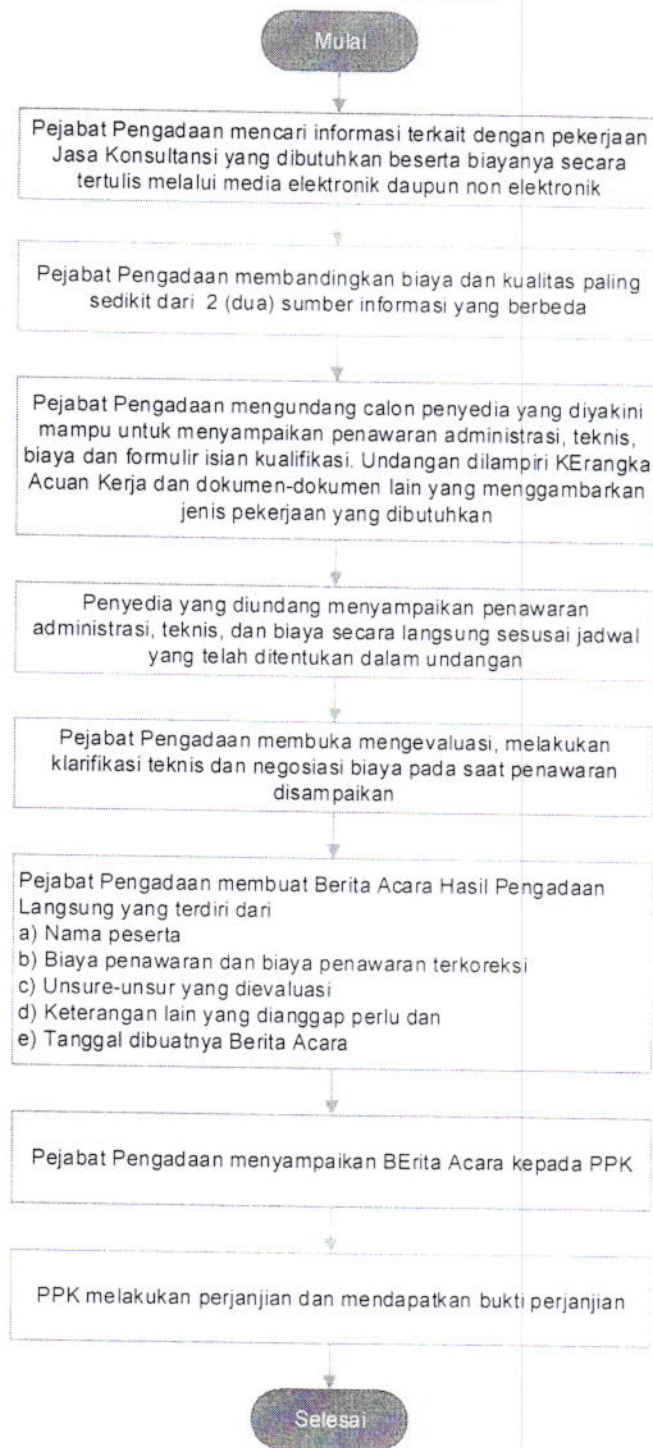 Mulai
Pejabat Pengadaan mencari informasi terkait dengan pekerjaan
Jasa Konsultansi yang dibutuhkan beserta biayanya secara
tertulis melalui media elektronik daupun non elektronik
Pejabat Pengadaan membandingkan biaya dan kualitas paling
sedikit dari 2 (dua) sumber informasi yang berbeda
Pejabat Pengadaan mengundang calon penyedia yang diyakini
mampu untuk menyampaikan penawaran administrasi, teknis,
biaya dan formulir isian kualifikasi. Undangan dilampiri KErangka
Acuan Kerja dan dokumen-dokumen lain yang menggambarkan
jenis pekerjaan yang dibutuhkan
Penyedia yang diundang menyampaikan penawaran
administrasi, teknis, dan biaya secara langsung sesusai jadwal
yang telah ditentukan dalam undangan
Pejabat Pengadaan membuka mengevaluasi, melakukan
klarifikasi teknis dan negosiasi biaya pada saat penawaran
disampaikan
Pejabat Pengadaan membuat Berita Acara Hasil Pengadaan
Langsung yang terdiri dari
a) Nama peserta
b) Biaya penawaran dan biaya penawaran terkoreksi
c) Unsure-unsur yang dievaluasi
d) Keterangan lain yang dianggap perlu dan
e) Tanggal dibuatnya Berita Acara
Pejabat Pengadaan menyampaikan BErita Acara kepada PPK
PPK melakukan perjanjian dan mendapatkan bukti perjanjian
Selesai